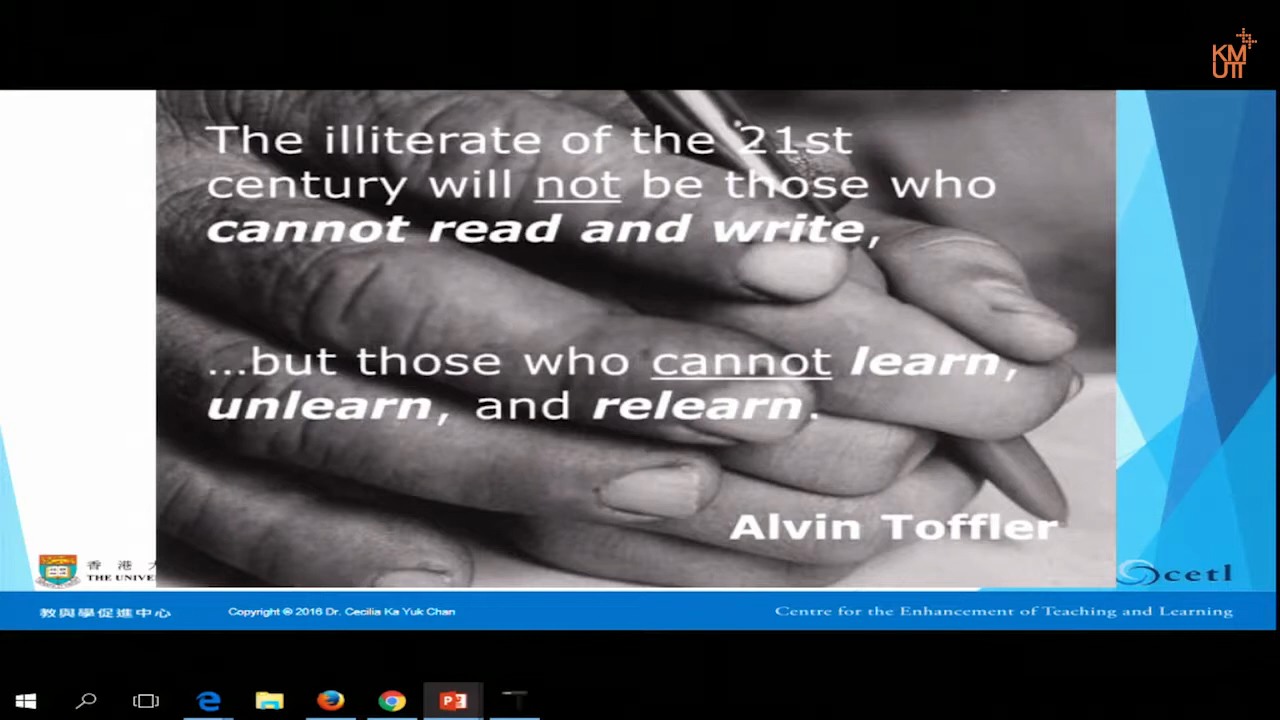 KM
UTT
The illiterate of the 21st
century will not be those who
cannot read and write,
...but those who cannot learn,
unlearn, and relearn.
Alvin Toffler
香港
THE UNIVE
cetl
教與學促進中心
Copyright © 2016 Dr. Cecilia Ka Yuk Chan
Centre for the Enhancement of Teaching and Learning